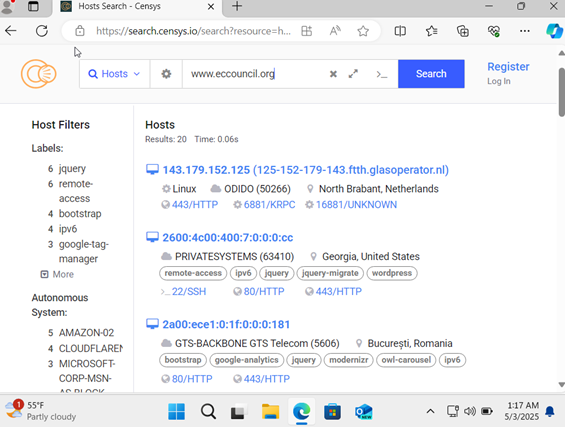 Hosts Search - Censys
https://search.censys.io/search?resource=h...
Hosts
www.eccouncil.org
Search
Register
Log In
Host Filters
Labels:
6 jquery
6 remote-
access
4 bootstrap
4 ipv6
3 google-tag-
manager
More
Autonomous
System:
5 AMAZON-02
4 CLOUDFLAREN
3 MICROSOFT-
CORP-MSN-
AS-BLOCK
Hosts
Results: 20 Time: 0.06s
143.179.152.125 (125-152-179-143.ftth.glasoperator.nl)
Linux ODIDO (50266) North Brabant, Netherlands
443/HTTP 6881/KRPC 16881/UNKNOWN
2600:4c00:400:7:0:0:0:cc
PRIVATESYSTEMS (63410) Georgia, United States
remote-access ipv6 jquery jquery-migrate wordpress
22/SSH 80/HTTP 443/HTTP
2a00:ece1:0:1f:0:0:0:181
GTS-BACKBONE GTS Telecom (5606) Bucureşti, Romania
bootstrap google-analytics jquery modernizr owl-carousel ipv6
80/HTTP 443/HTTP
1
55°F
Partly cloudy
NEW
1:17 AM
5/3/2025